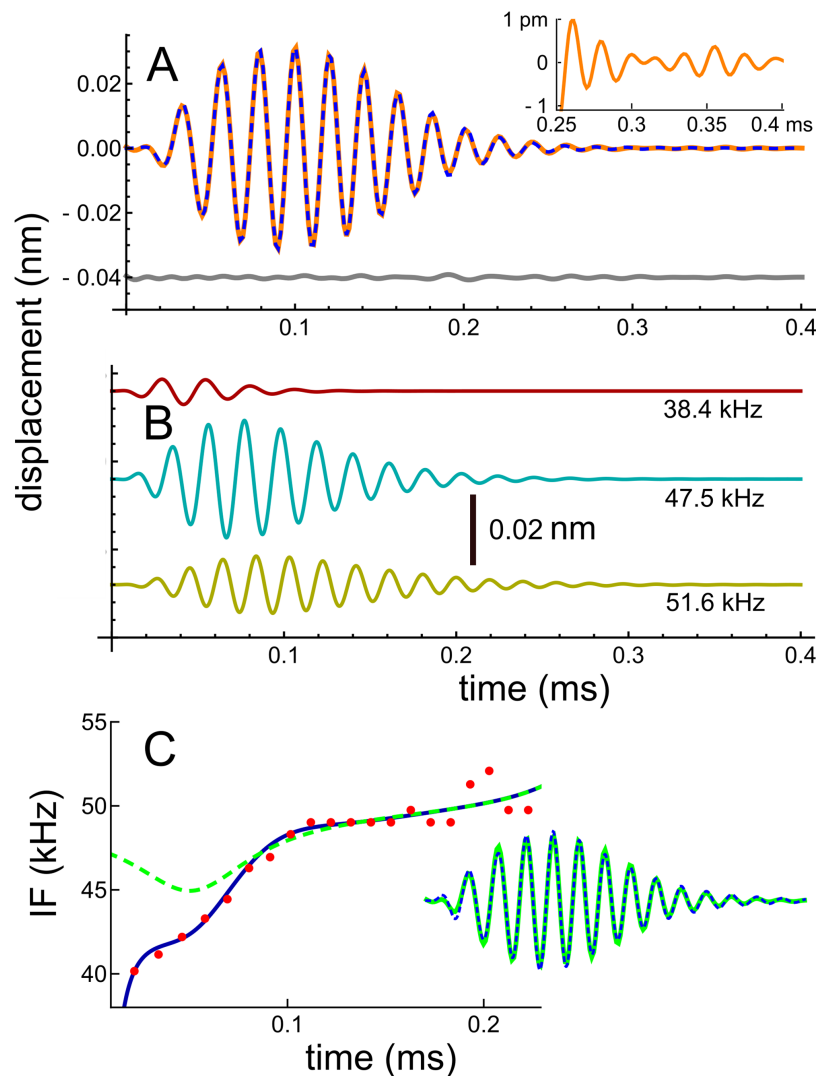 A
1 pm
0
- 1
0.25
0.3
0.35
0.4 ms
0.02
0.00
- 0.02
- 0.04
0.1
0.2
0.3
0.4
displacement (nm)
B
38.4 kHz
47.5 kHz
0.02 nm
51.6 kHz
0.1
0.2
0.3
0.4
time (ms)
C
55
50
45
40
IF (kHz)
0.1
0.2
time (ms)